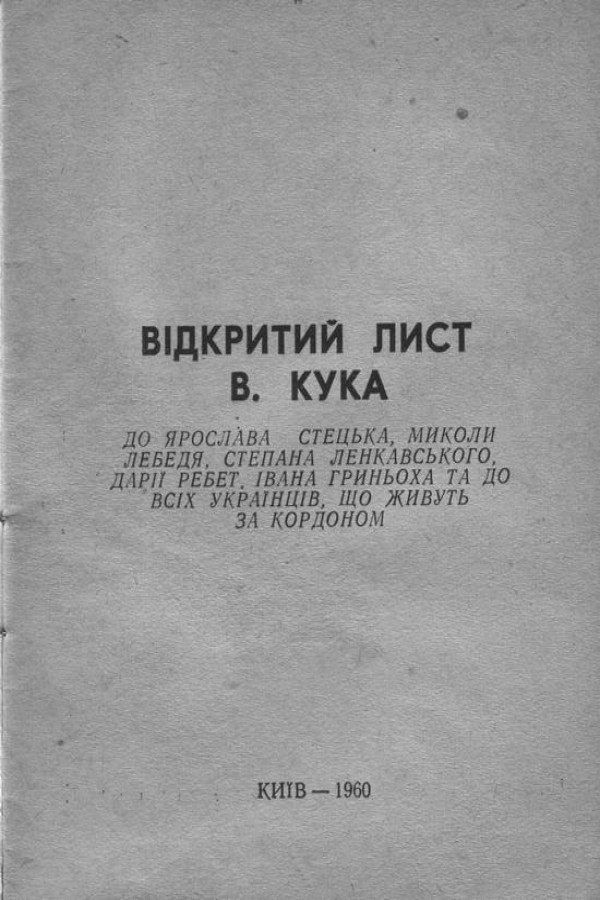 ВІДКРИТИЙ ЛИСТ
В. КУКА
ДО ЯРОСЛАВА СТЕЦЬКА, МИКОЛИ
ЛЕБЕДЯ, СТЕПАНА ЛЕНКАВСЬКОГО,
ДАРІЇ РЕБЕТ, ІВАНА ГРИНЬОХА ТА ДО
ВСІХ УКРАЇНЦІВ, ЩО ЖИВУТЬ
ЗА КОРДОНОМ
КИЇВ — 1960